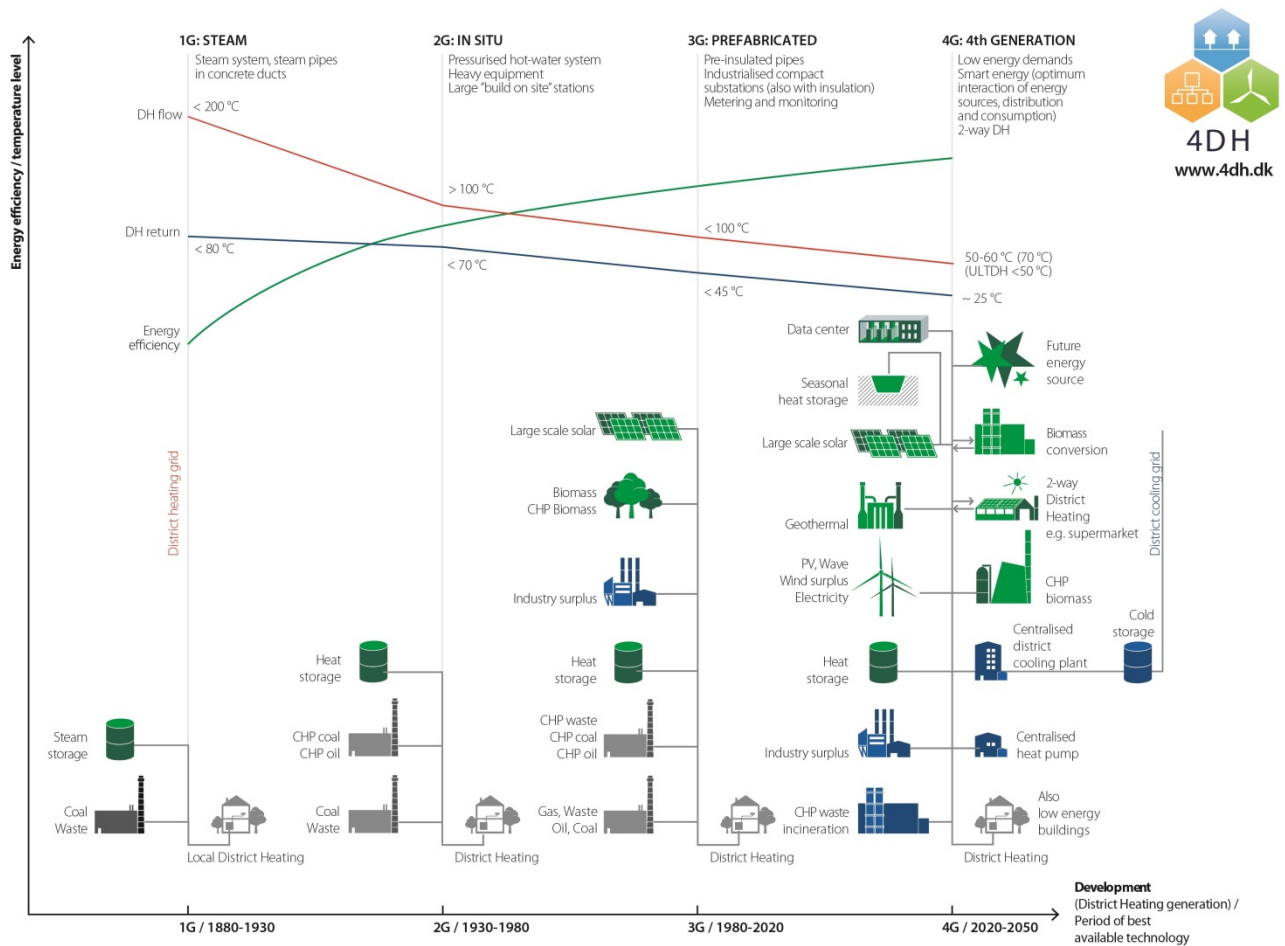 1G: STEAM
Steam system, steam pipes
in concrete ducts
2G: IN SITU
Pressurised hot-water system
Heavy equipment
Large "build on site" stations
3G: PREFABRICATED
Pre-insulated pipes
Industrialised compact
substations (also with insulation)
Metering and monitoring
4G: 4th GENERATION
Low energy demands
Smart energy (optimum
interaction of energy
sources, distribution
and consumption)
2-way DH
4DH
www.4dh.dk
Energy efficiency / temperature level
DH flow
< 200 °C
> 100 °C
< 100 °C
50-60 °C (70 °C)
(ULTDH <50 °C)
DH return
< 80 °C
< 70 °C
< 45 °C
~ 25 °C
Energy
efficiency
District heating grid
Steam
storage
Coal
Waste
Local District Heating
Heat
storage
CHP coal
CHP oil
Coal
Waste
District Heating
Large scale solar
Biomass
CHP Biomass
Industry surplus
Heat
storage
CHP waste
CHP coal
CHP oil
Gas, Waste
Oil, Coal
District Heating
Data center
Seasonal
heat storage
Large scale solar
Geothermal
PV, Wave
Wind surplus
Electricity
Heat
storage
Industry surplus
CHP waste
incineration
Future
energy
source
Biomass
conversion
2-way
District
Heating
e.g. supermarket
CHP
biomass
Centralised
district
cooling plant
Cold
storage
District cooling grid
Centralised
heat pump
Also
low energy
buildings
District Heating
1G / 1880-1930
2G / 1930-1980
3G / 1980-2020
4G / 2020-2050
Development
(District Heating generation) /
Period of best
available technology